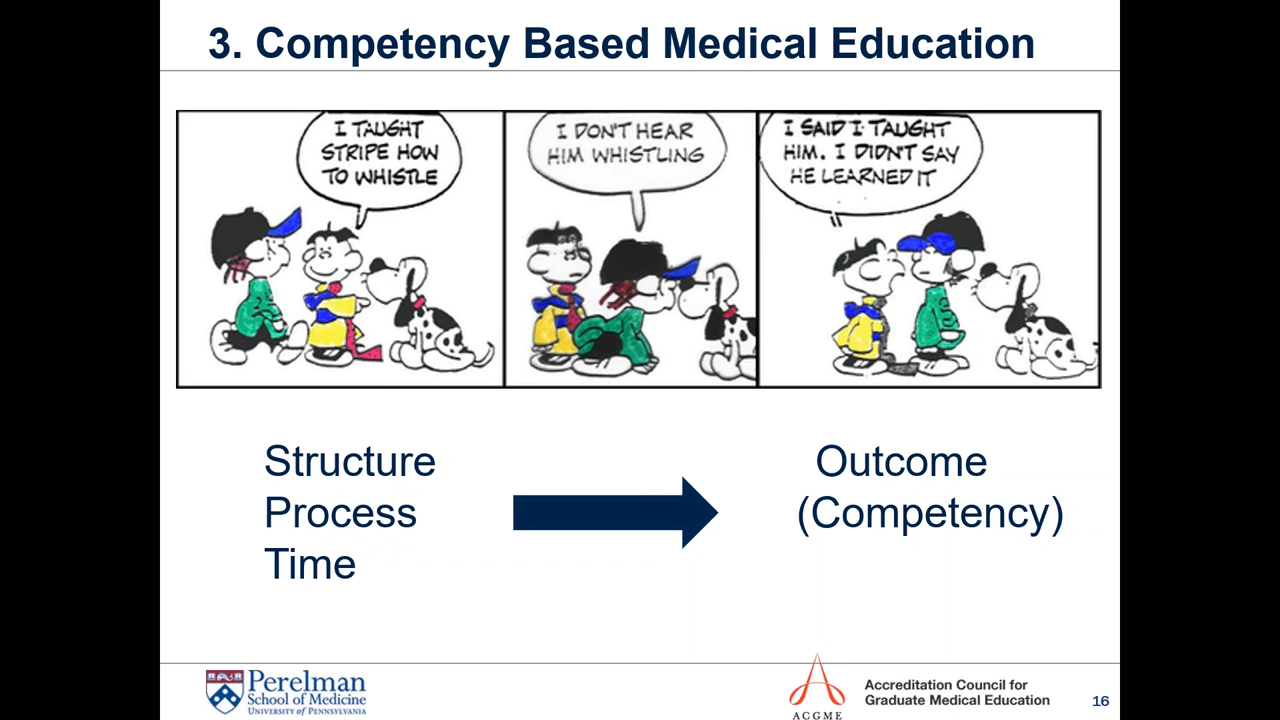 3. Competency Based Medical Education
I TAUGHT
STRIPE HOW
TO WHISTLE
I DON'T HEAR
HIM WHISTLING
I SAID I TAUGHT
HIM. I DIDN'T SAY
HE LEARNED IT
Structure
Process
Time
Outcome
(Competency)
Perelman
School of Medicine
UNIVERSITY of PENNSYLVANIA
ACGME
Accreditation Council for
Graduate Medical Education
16